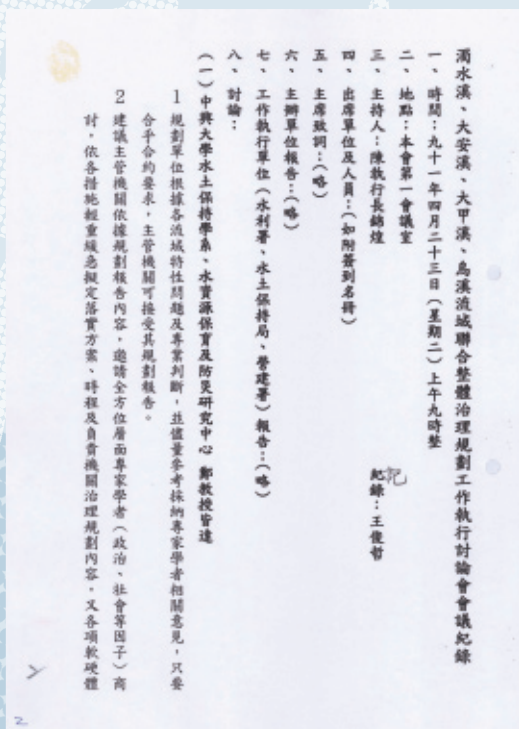 濁水溪、大安溪、大甲溪、烏溪流域聯合整體治理規劃工作執行討論會會議紀錄
一、時間：九十一年四月二十三日（星期二）上午九時整
二、地點：本會第一會議室
三、主持人：陳執行長錦煌
記
紀錄：王俊哲
四、出席單位及人員：（如附簽到名冊）
五、主席致詞：（略）
六、主辦單位報告：（略）
七、工作執行單位（水利署、水土保持局、營建署）報告：（略）
八、討論：
（一）中興大學水土保持學系、水資源保育及防災研究中心 鄭教授皆達
1 規劃單位根據各流域特性問題及專業判斷，並儘量參考採納專家學者相關意見，只要
合乎合約要求，主管機關可接受其規劃報告。
2 建議主管機關依據規劃報告內容，邀請全方位層面專家學者（政治、社會等因子）商
討，依各措施輕重緩急擬定落實方案、時程及負責機關治理規劃內容，又各項軟硬體
2